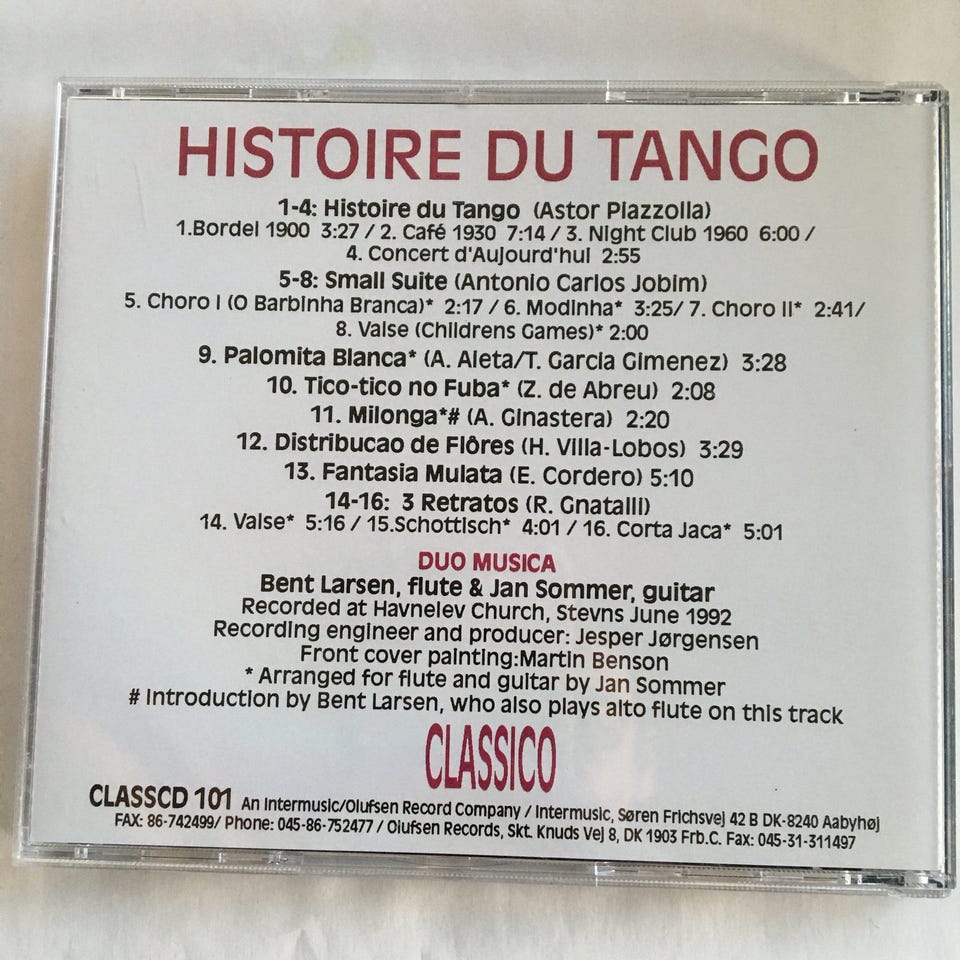 HISTOIRE DU TANGO
1-4: Histoire du Tango (Astor Piazzolla)
1.Bordel 1900 3:27 / 2. Café 1930 7:14 / 3. Night Club 1960 6:00 /
4. Concert d'Aujourd'hui 2:55
5-8: Small Suite (Antonio Carlos Jobim)
5. Choro I (O Barbinha Branca)* 2:17 / 6. Modinha* 3:25/ 7. Choro II* 2:41/
8. Valse (Childrens Games)* 2:00
9. Palomita Blanca* (A. Aleta/T. Garcia Gimenez) 3:28
10. Tico-tico no Fuba* (Z. de Abreu) 2:08
11. Milonga*# (A. Ginastera) 2:20
12. Distribucao de Flôres (H. Villa-Lobos) 3:29
13. Fantasia Mulata (E. Cordero) 5:10
14-16: 3 Retratos (R. Gnatalli)
14. Valse* 5:16 / 15.Schottisch* 4:01 / 16. Corta Jaca* 5:01
DUO MUSICA
Bent Larsen, flute & Jan Sommer, guitar
Recorded at Havnelev Church, Stevns June 1992
Recording engineer and producer: Jesper Jørgensen
Front cover painting:Martin Benson
* Arranged for flute and guitar by Jan Sommer
# Introduction by Bent Larsen, who also plays alto flute on this track
CLASSICO
CLASSCD 101 An Intermusic/Olufsen Record Company / Intermusic, Søren Frichsvej 42 B DK-8240 Aabyhøj
FAX: 86-742499/ Phone: 045-86-752477 / Olufsen Records, Skt. Knuds Vej 8, DK 1903 Frb.C. Fax: 045-31-311497